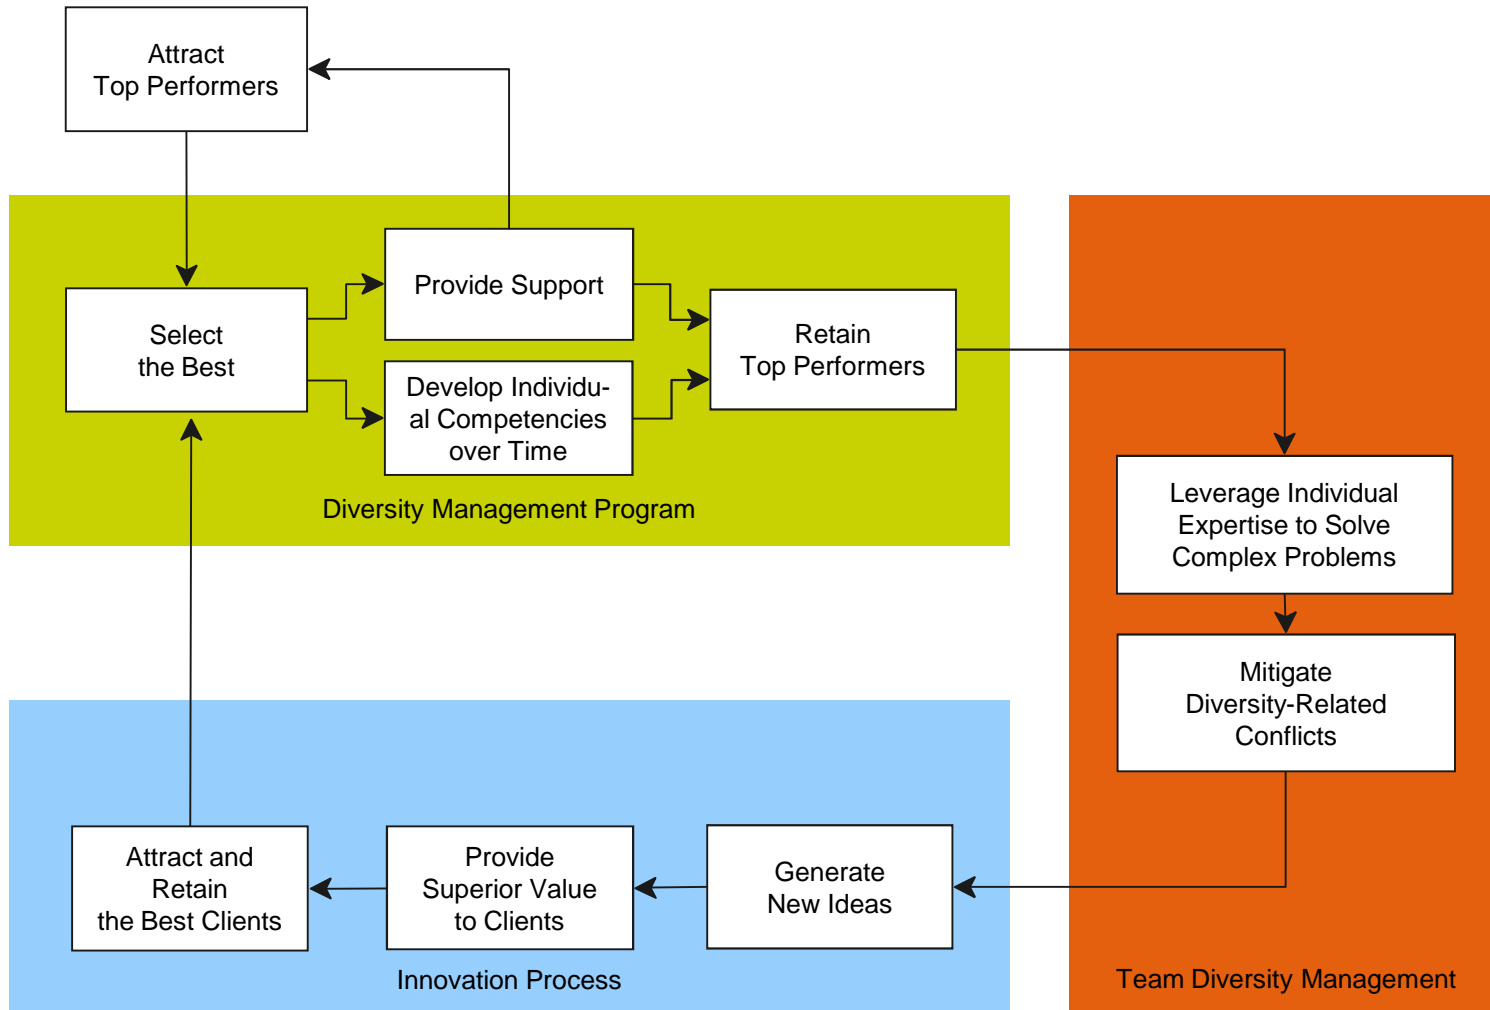 Attract
Top Performers
Select
the Best
Provide Support
Develop Individu-
al Competencies
over Time
Retain
Top Performers
Diversity Management Program
Leverage Individual
Expertise to Solve
Complex Problems
Mitigate
Diversity-Related
Conflicts
Team Diversity Management
Generate
New Ideas
Provide
Superior Value
to Clients
Attract and
Retain
the Best Clients
Innovation Process